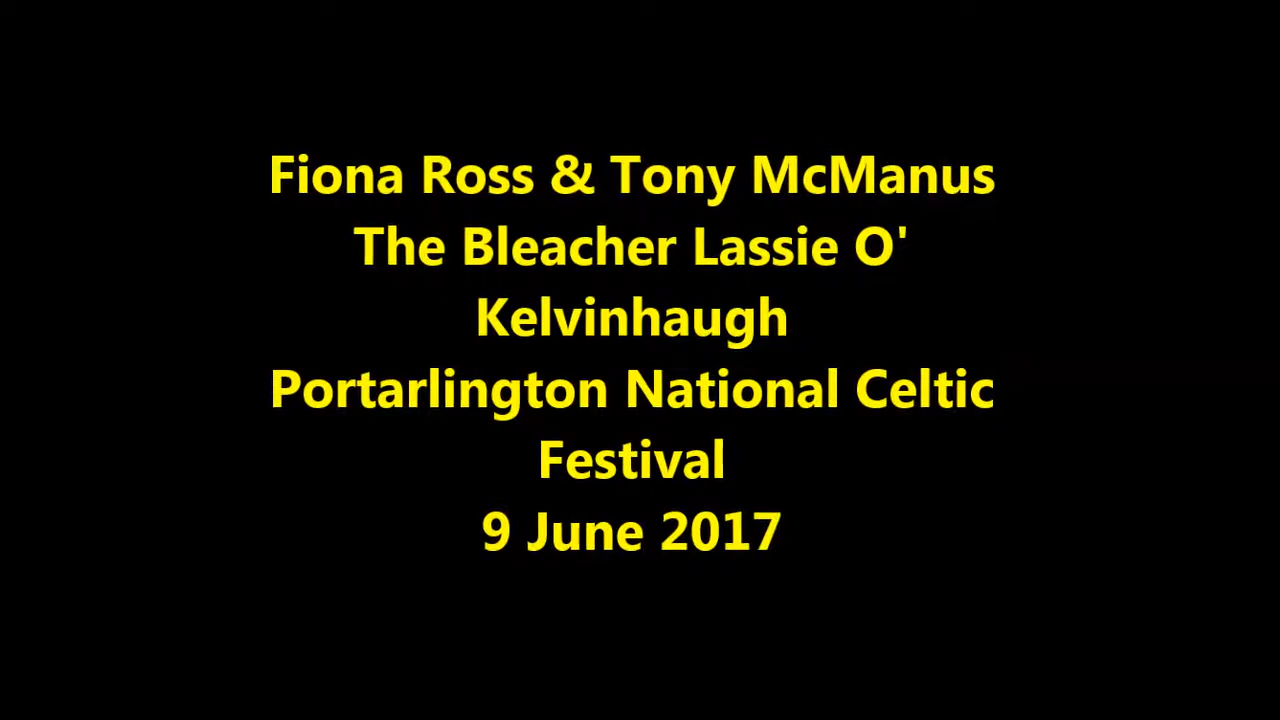 Fiona Ross & Tony McManus
The Bleacher Lassie O'
Kelvinhaugh
Portarlington National Celtic
Festival
9 June 2017